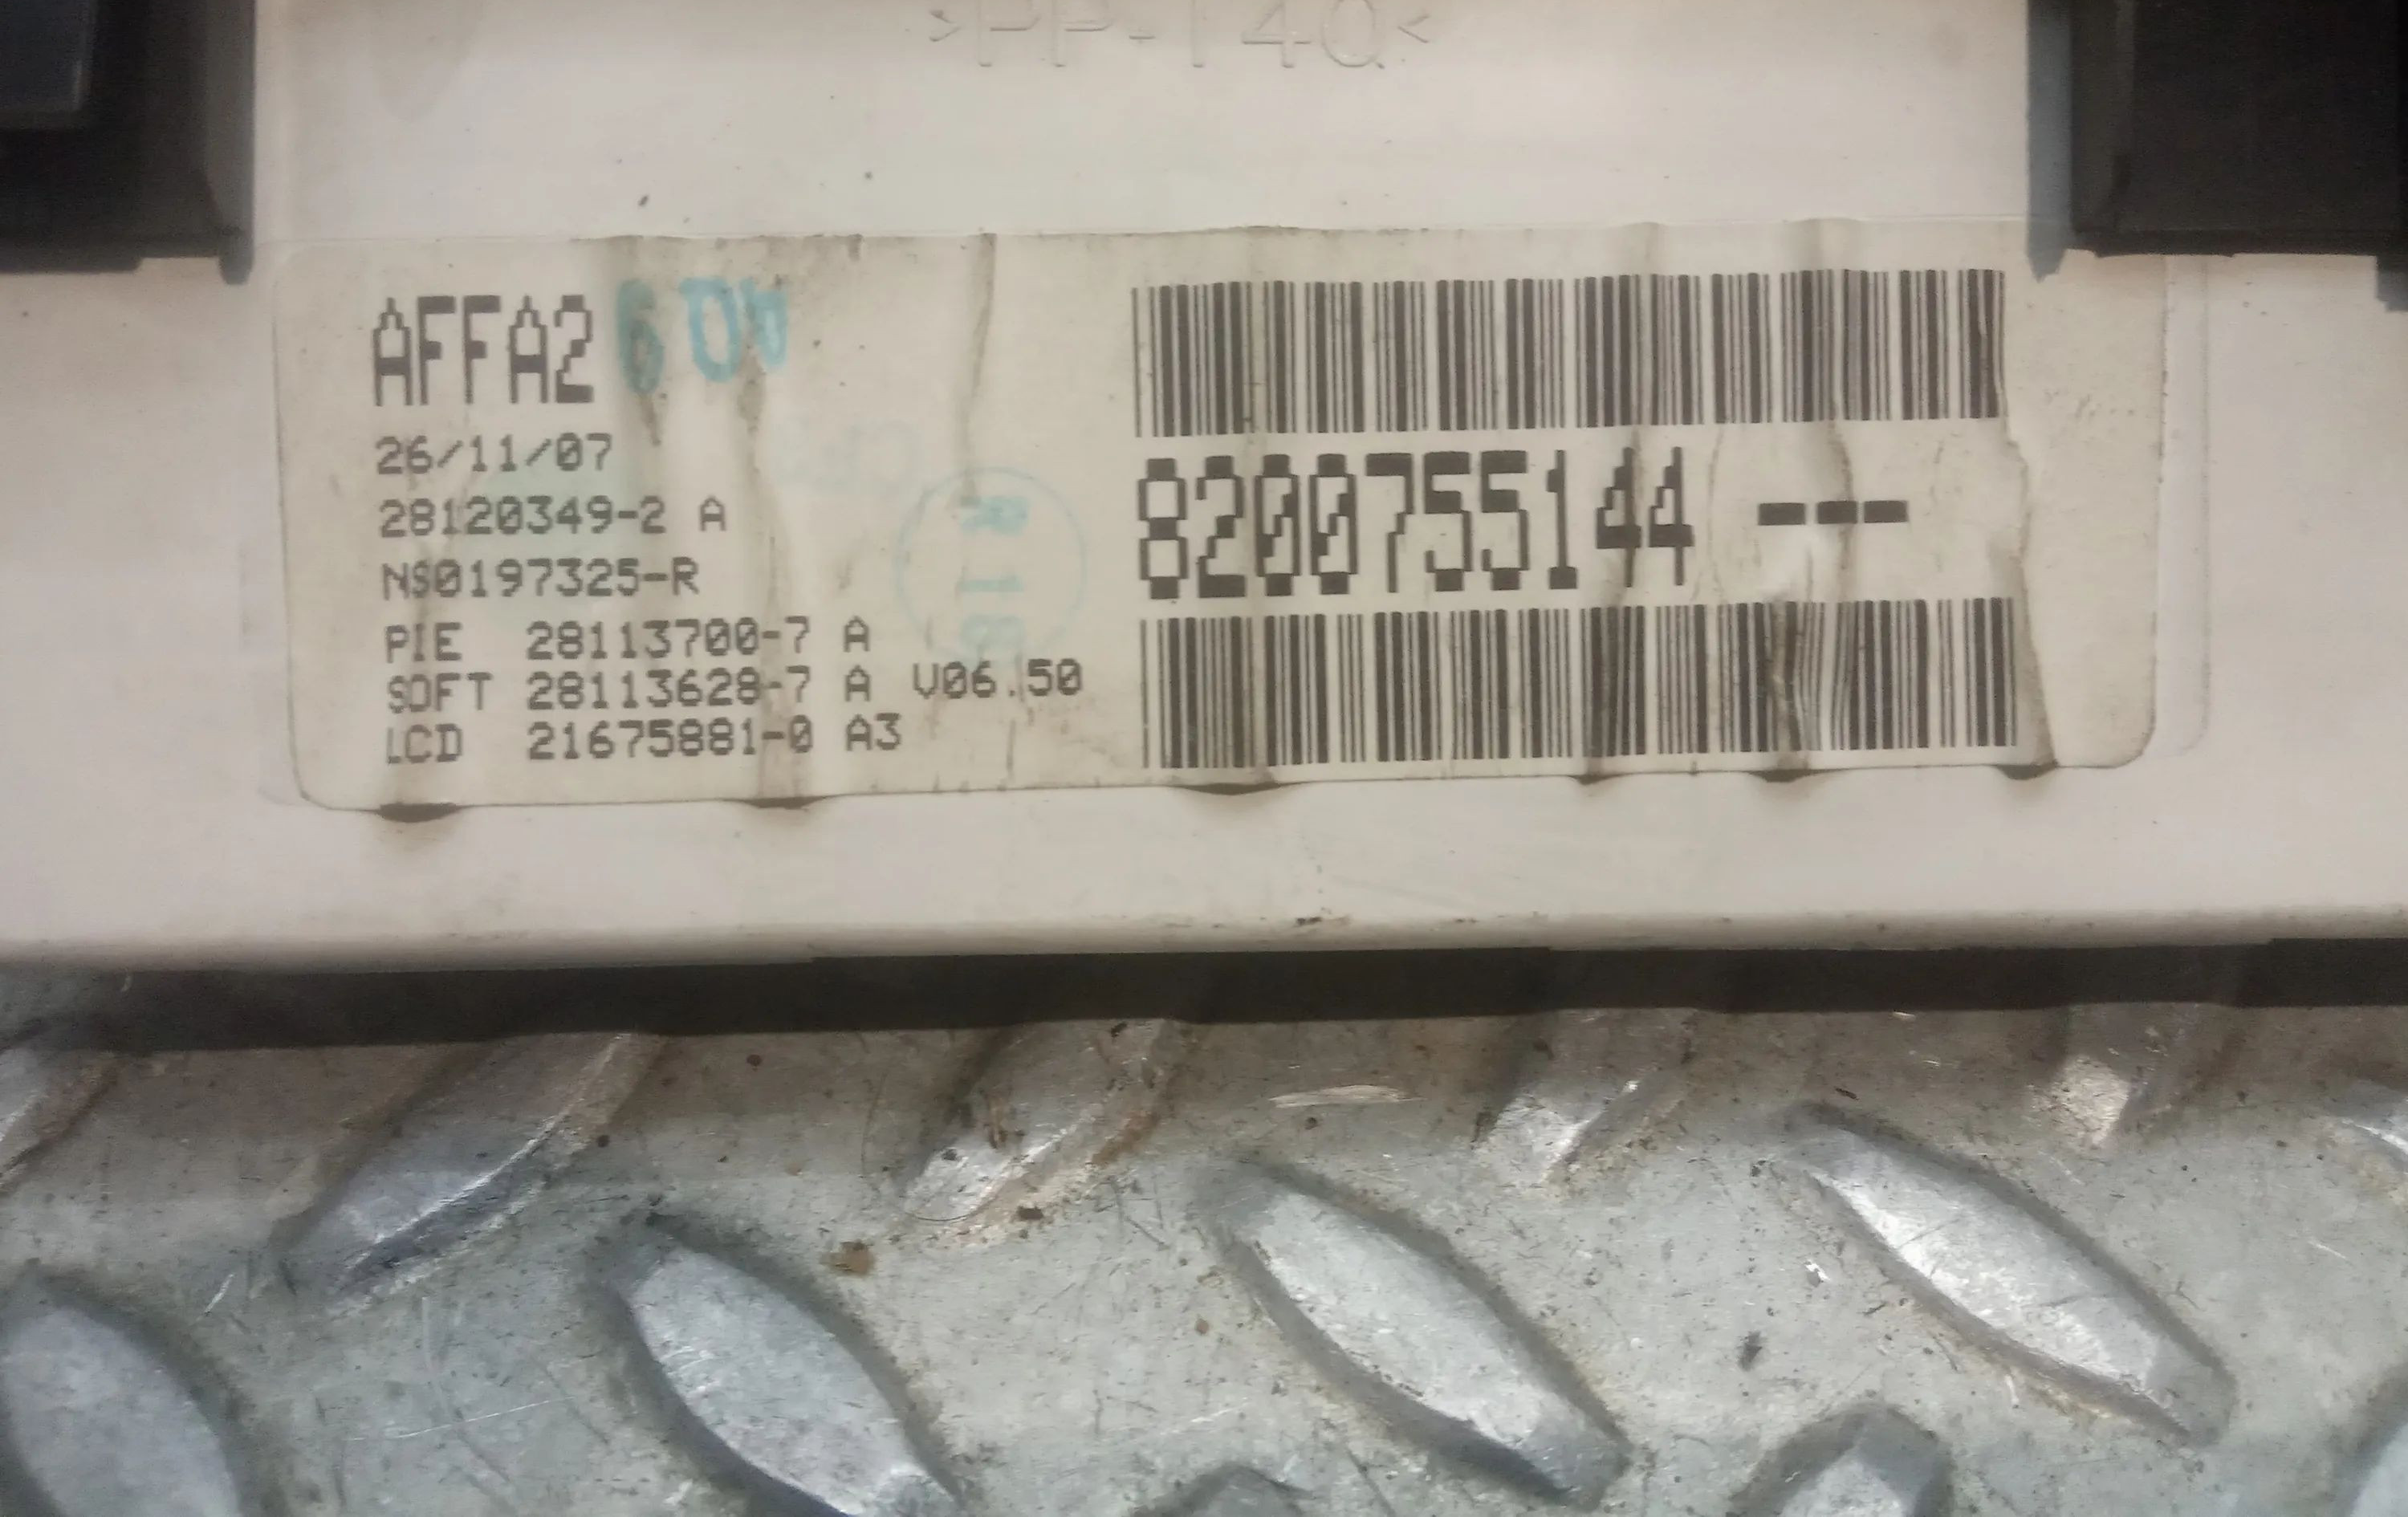 >PP-T40<
AFFA2
26/11/07
28120349-2 A
NS0197325-R
PIE 28113700-7 A
SOFT 28113628-7 A V06.50
LCD 21675881-0 A3
8200755144 ---